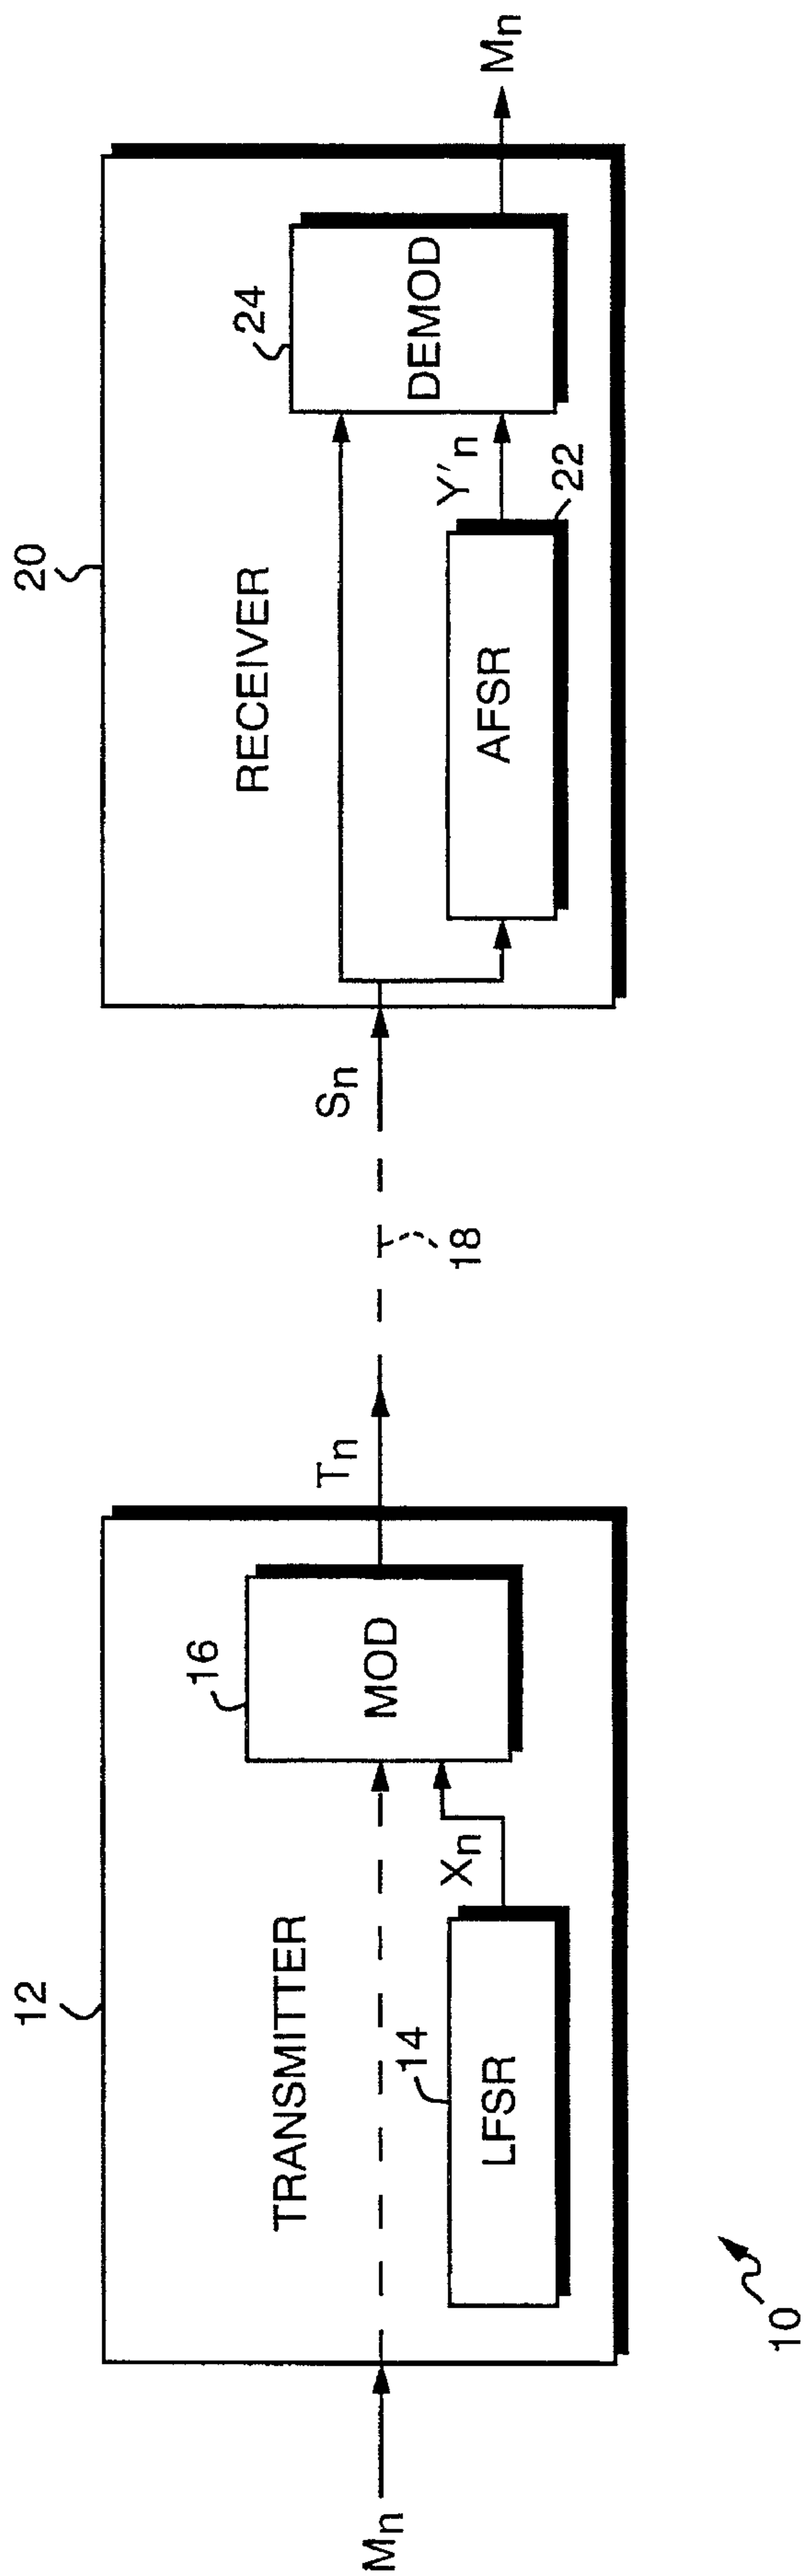 10
12
TRANSMITTER
Mn
14
LFSR
Xn
16
MOD
Tn
18
Sn
20
RECEIVER
AFSR
22
Y'n
24
DEMOD
Mn